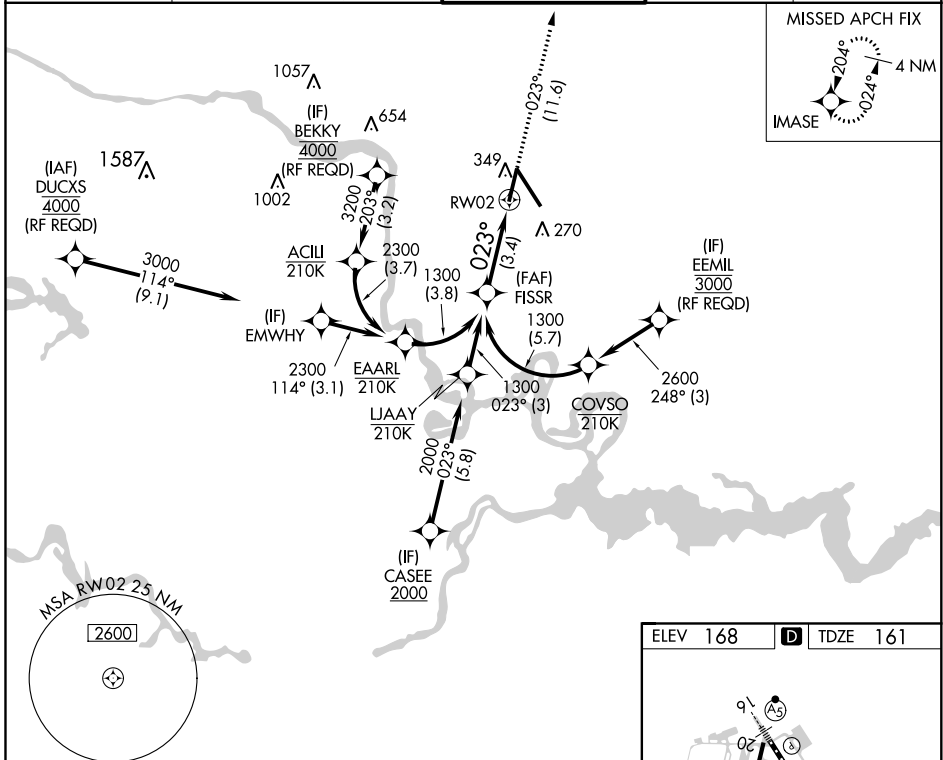 MISSED APCH FIX
204°
024°
4 NM
IMASE
023°
(11.6)
1057
(IF)
BEKKY
4000
(RF REQD)
654
1587
1002
(IAF)
DUCXS
4000
(RF REQD)
349
RW02
270
3200
203°
(3.2)
ACILI
210K
2300
(3.7)
1300
(3.8)
023°
(3.4)
(FAF)
FISSR
(IF)
EEMIL
3000
(RF REQD)
3000
114°
(9.1)
(IF)
EMWHY
2300
114° (3.1)
EAARL
210K
1300
(5.7)
2600
248° (3)
COVSO
210K
1300
023° (3)
LJAAY
210K
2000
023°
(5.8)
(IF)
CASEE
2000
MSA RW02 25 NM
2600
ELEV 168
D
TDZE 161
16
A5
20
P